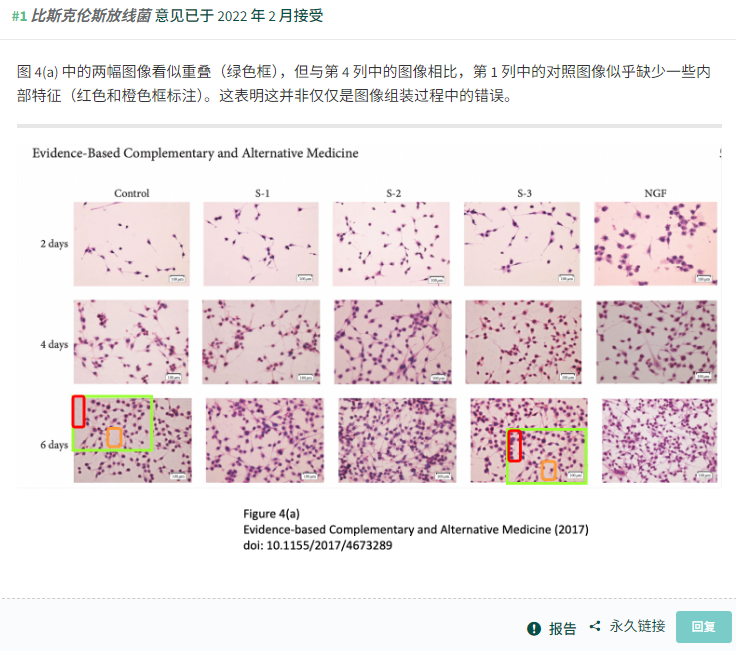 #1 比斯克伦斯放线菌 意见已于 2022 年 2 月接受
图 4(a) 中的两幅图像看似重叠（绿色框），但与第 4 列中的图像相比，第 1 列中的对照图像似乎缺少一些内
部特征（红色和橙色框标注）。这表明这并非仅仅是图像组装过程中的错误。
Evidence-Based Complementary and Alternative Medicine
Control S-1 S-2 S-3 NGF
2 days
4 days
6 days
Figure 4(a)
Evidence-based Complementary and Alternative Medicine (2017)
doi: 10.1155/2017/4673289
报告 永久链接 回复